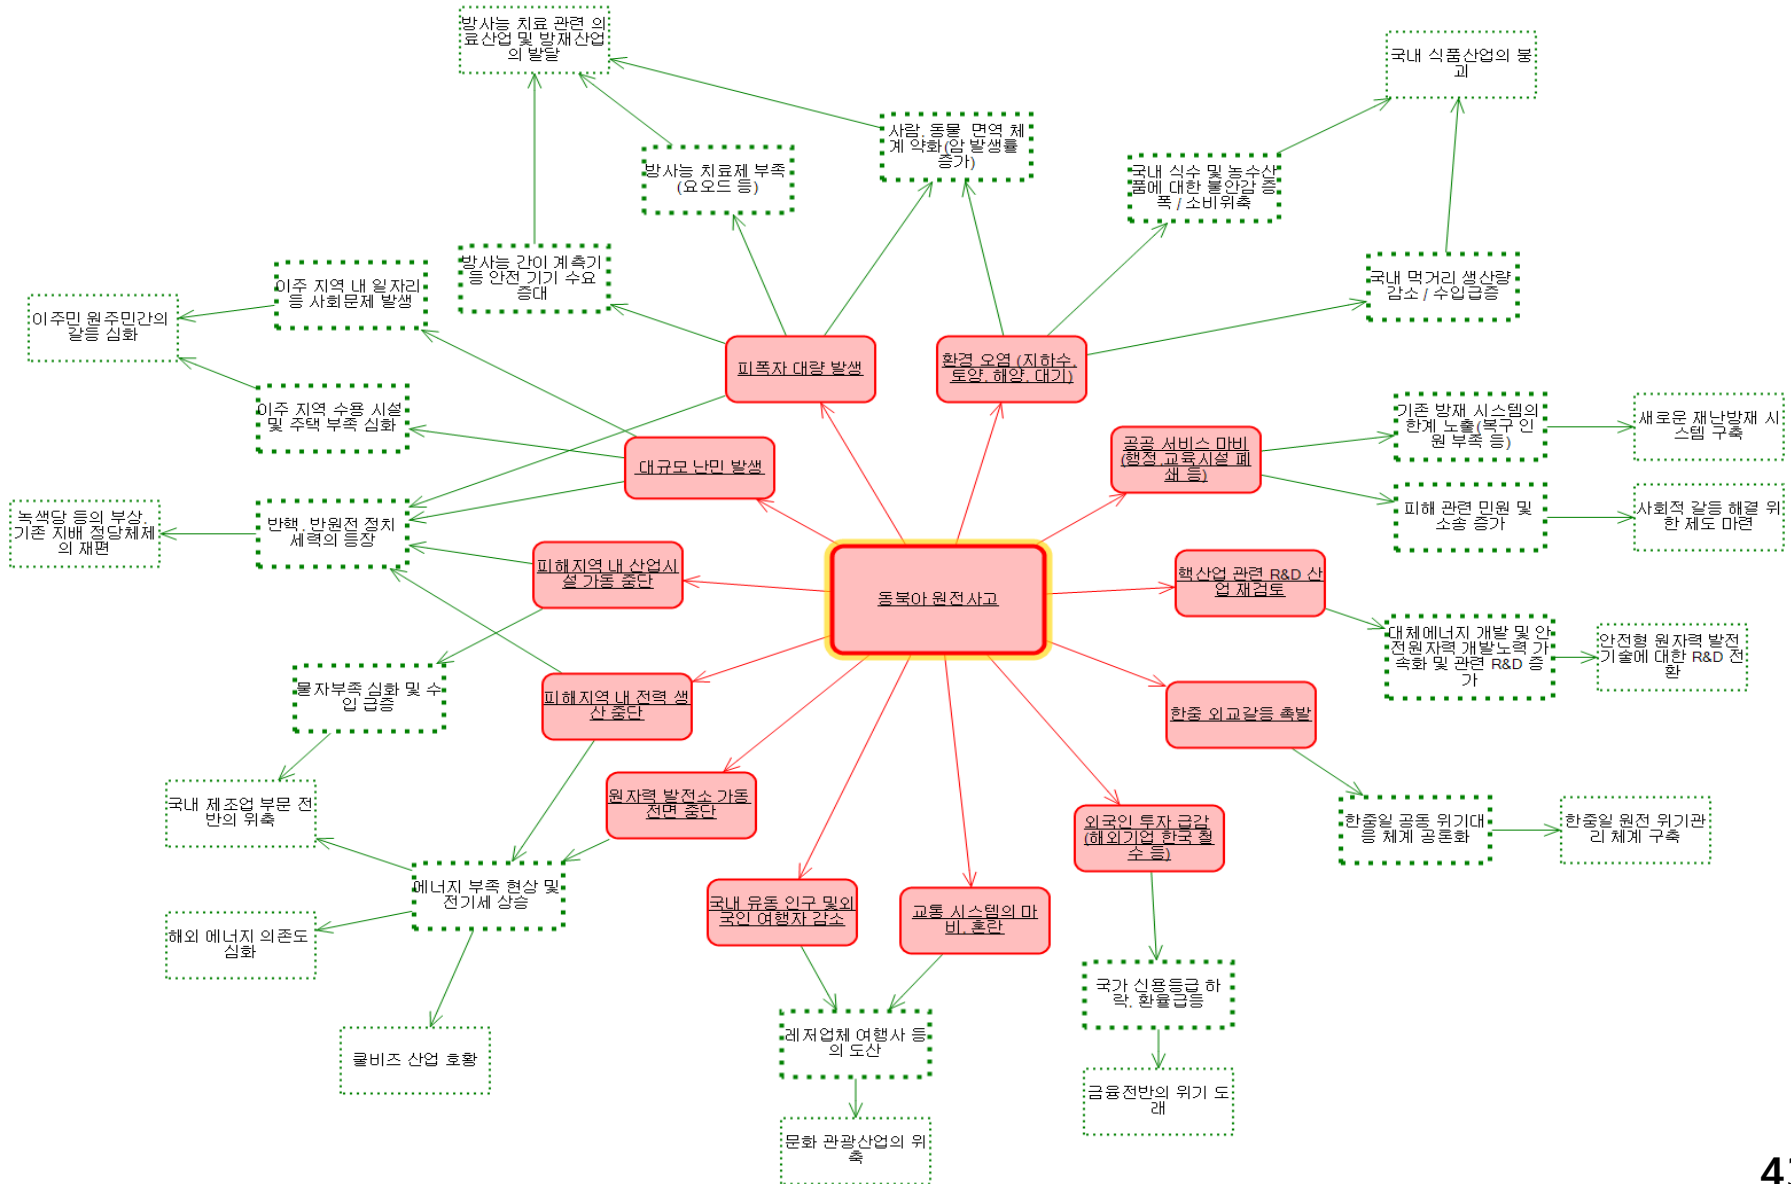 방사능 치료 관련 의
료산업 및 방재산업
의 발달
국내 식품산업의 붕
괴
사람, 동물  면역 체
계 약화(암 발생률
증가)
방사능 치료제 부족
(요오드 등)
국내 식수 및 농수산
품에 대한 불안감 증
폭 / 소비위축
방사능 간이 계측기
등 안전 기기 수요
증대
국내 먹거리 생산량
감소 / 수입급증
이주 지역 내 일자리
등 사회문제 발생
이주민 원주민간의
갈등 심화
피폭자 대량 발생
환경 오염 (지하수,
토양, 해양, 대기)
이주 지역 수용 시설
및 주택 부족 심화
기존 방재 시스템의
한계 노출(복구 인
원 부족 등)
새로운 재난방재 시
스템 구축
대규모 난민 발생
공공 서비스 마비
(행정 ,교육시설 폐
쇄 등)
녹색당 등의 부상,
기존 지배 정당체제
의 재편
반핵, 반원전 정치
세력의 등장
피해 관련 민원 및
소송 증가
사회적 갈등 해결 위
한 제도 마련
피해지역 내 산업시
설 가동 중단
동북아 원전사고
핵산업 관련 R&D 산
업 재검토
대체에너지 개발 및 안
전원자력 개발노력 가
속화 및 관련 R&D 증
가
안전형 원자력 발전
기술에 대한 R&D 전
환
물자부족 심화 및 수
입 급증
피해지역 내 전력 생
산 중단
한중 외교갈등 촉발
국내 제조업 부문 전
반의 위축
원자력 발전소 가동
전면 중단
외국인 투자 급감
(해외기업 한국 철
수 등)
한중일 공동 위기대
응 체계 공론화
한중일 원전 위기관
리 체계 구축
에너지 부족 현상 및
전기세 상승
국내 유동 인구 및외
국인 여행자 감소
교통 시스템의 마
비, 혼란
해외 에너지 의존도
심화
국가 신용등급 하
락, 환율급등
쿨비즈 산업 호황
레저업체 여행사 등
의 도산
금융전반의 위기 도
래
문화 관광산업의 위
축